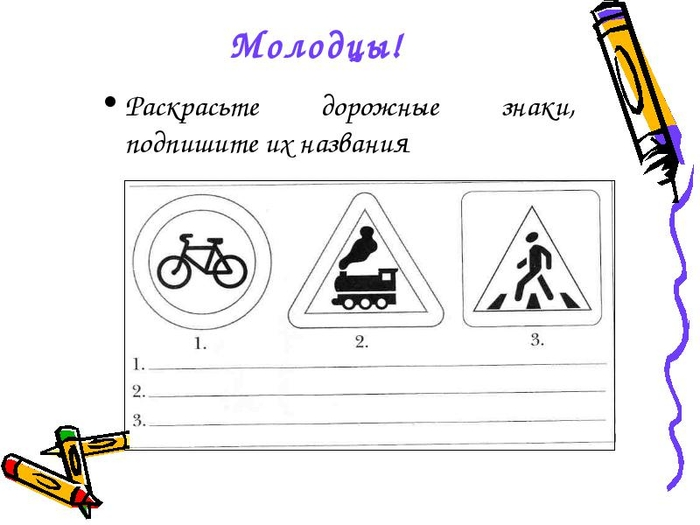 Молодцы!
• Раскрасьте дорожные знаки,
подпишите их названия
1. 2. 3.
1.
2.
3.